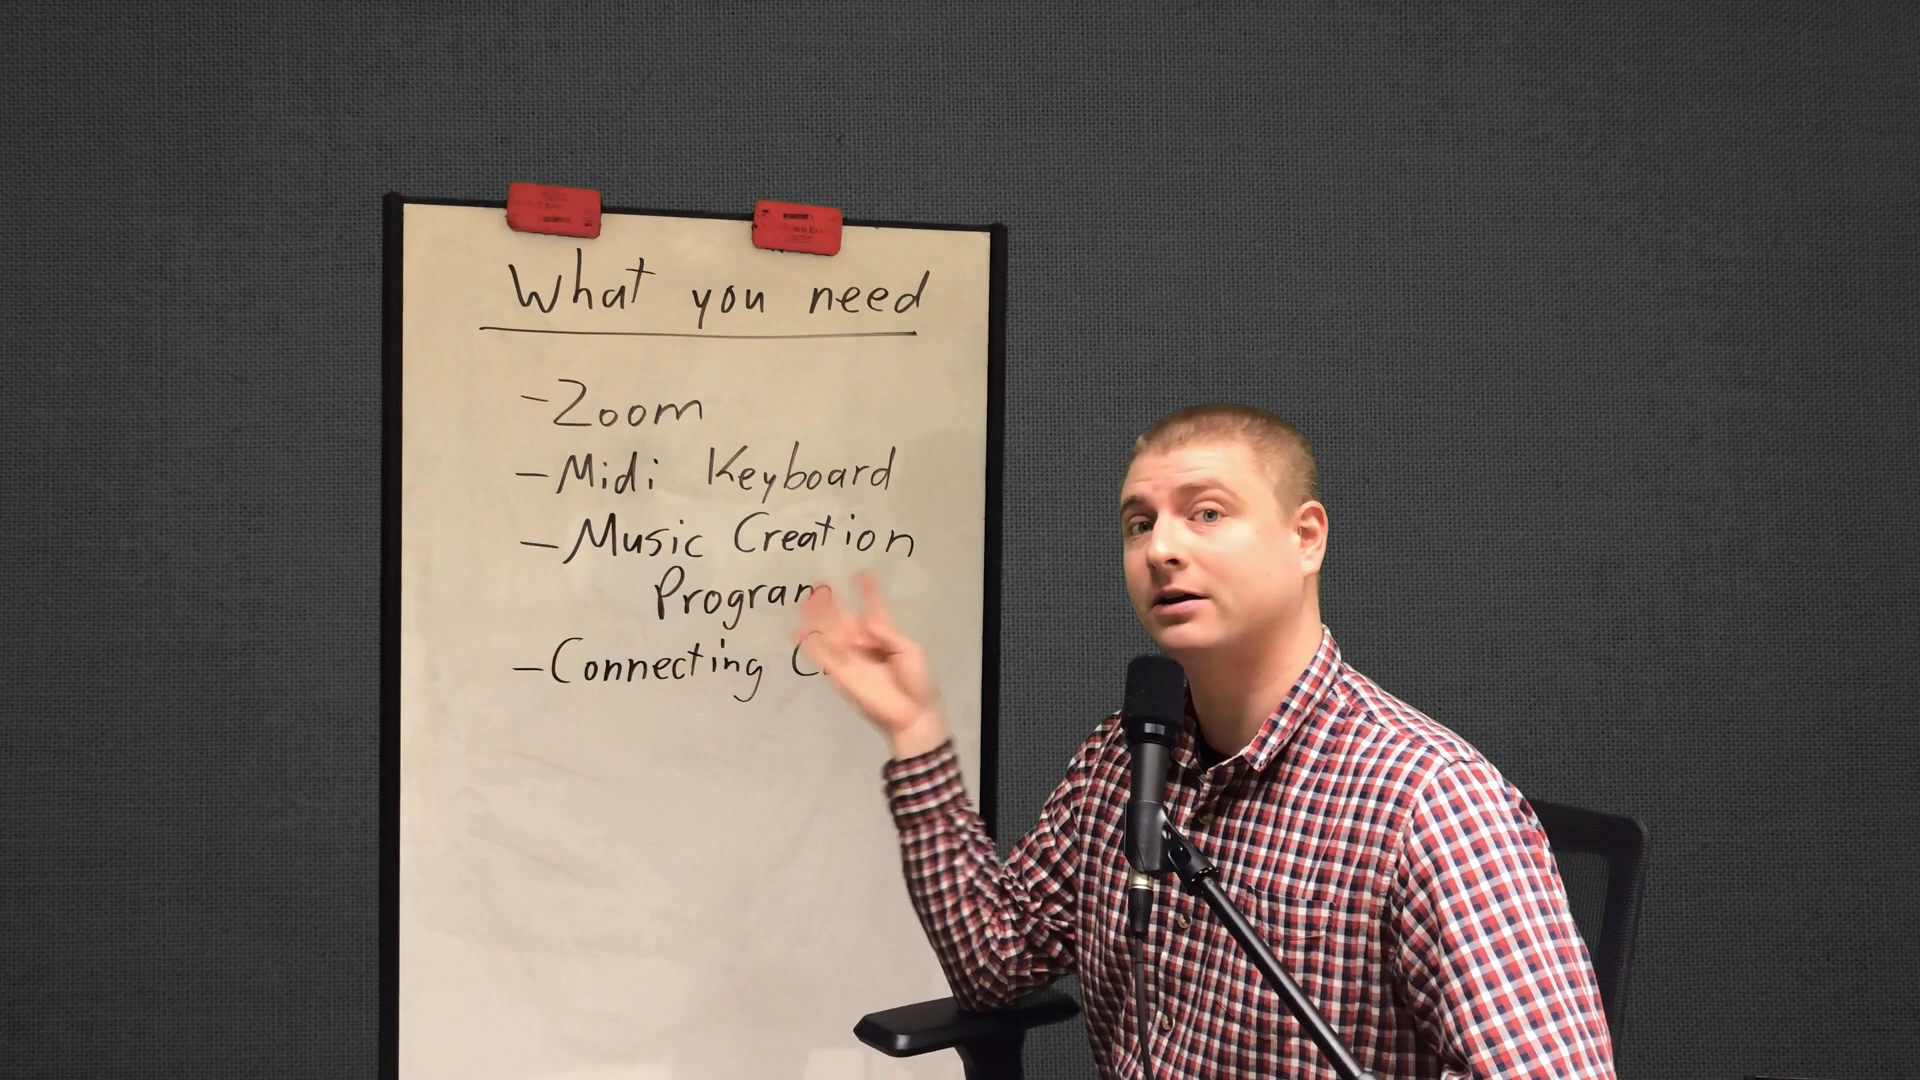 What you need
- Zoom
- Midi Keyboard
- Music Creation
Program
- Connecting